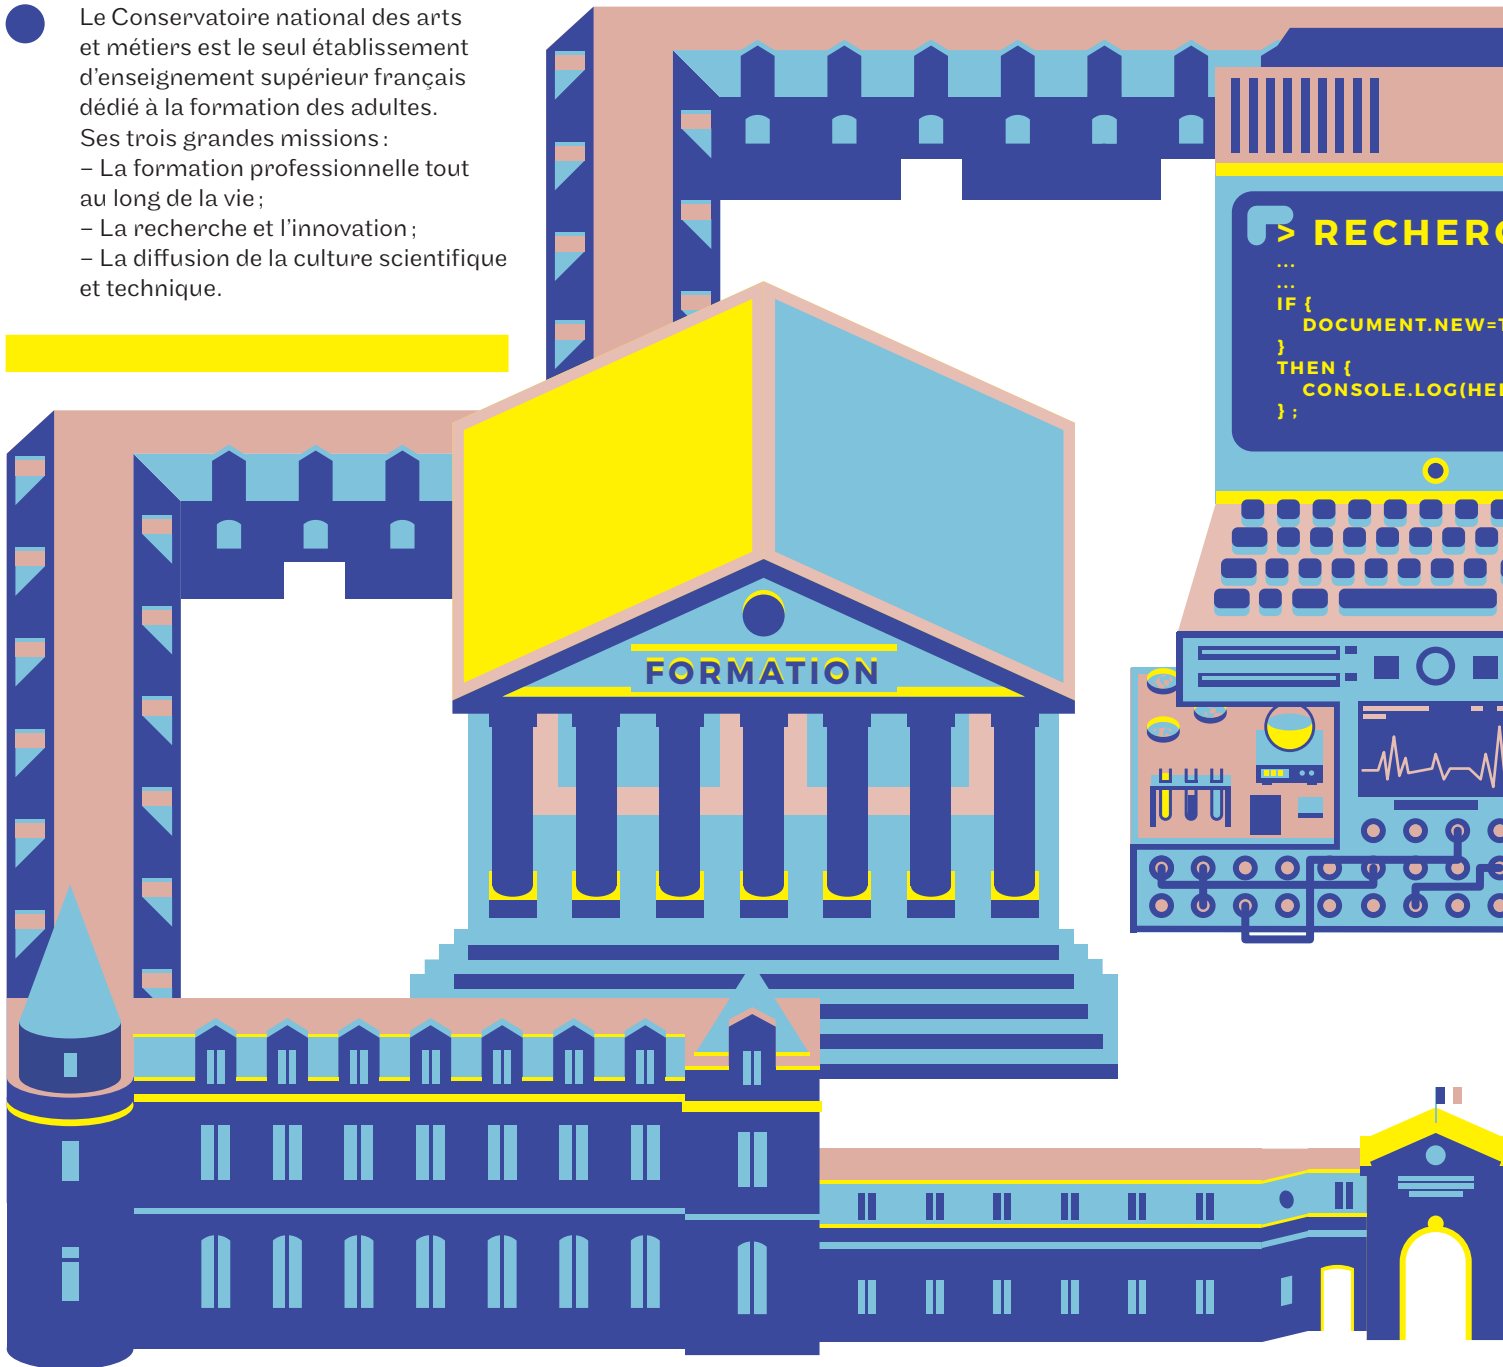 Le Conservatoire national des arts
et métiers est le seul établissement
d’enseignement supérieur français
dédié à la formation des adultes.
Ses trois grandes missions :
– La formation professionnelle tout
au long de la vie ;
– La recherche et l’innovation ;
– La diffusion de la culture scientifique
et technique.
> RECHERC
...
...
IF {
DOCUMENT.NEW=T
}
THEN {
CONSOLE.LOG(HE
} ;
FORMATION